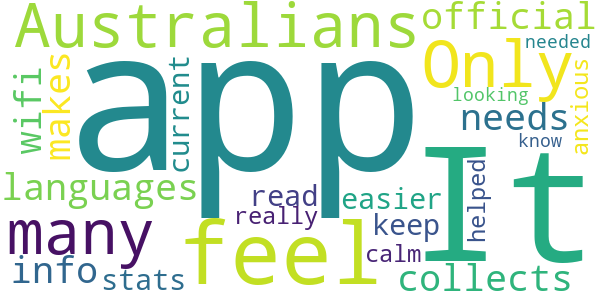 Australians
official
needed
app
Only
wifi
makes
current
looking
anxious
needs
know
languages
It
read
easier
helped
really
many
feel
keep
calm
info
stats
collects